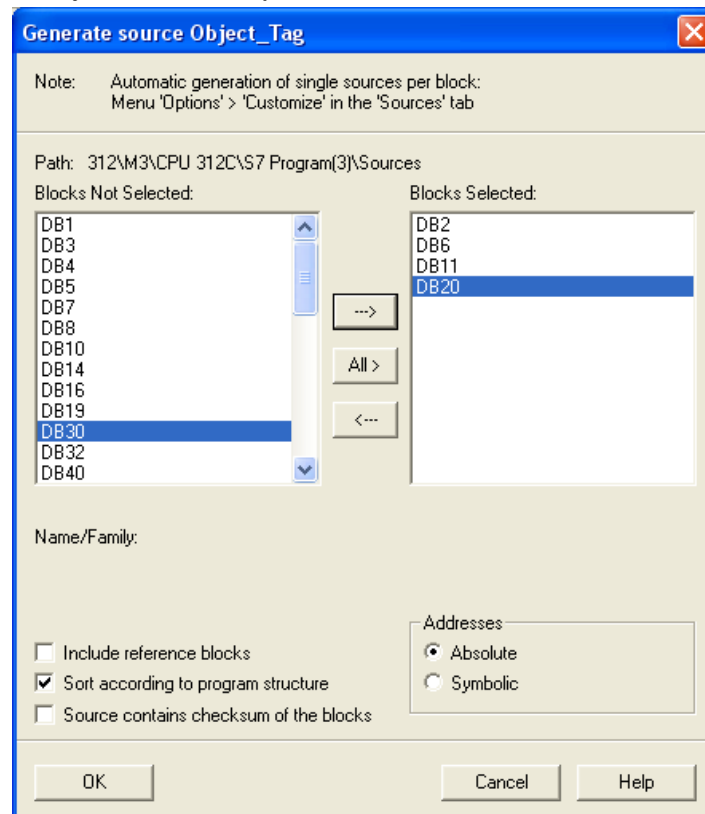 Generate source Object_Tag
Note: Automatic generation of single sources per block:
Menu 'Options' > 'Customize' in the 'Sources' tab
Path: 312\M3\CPU 312C\S7 Program(3)\Sources
Blocks Not Selected:
DB1
DB3
DB4
DB5
DB7
DB8
DB10
DB14
DB16
DB19
DB30
DB32
DB40
--->
All >
<---
Blocks Selected:
DB2
DB6
DB11
DB20
Name/Family:
Include reference blocks
Sort according to program structure
Source contains checksum of the blocks
Addresses
Absolute
Symbolic
OK
Cancel
Help